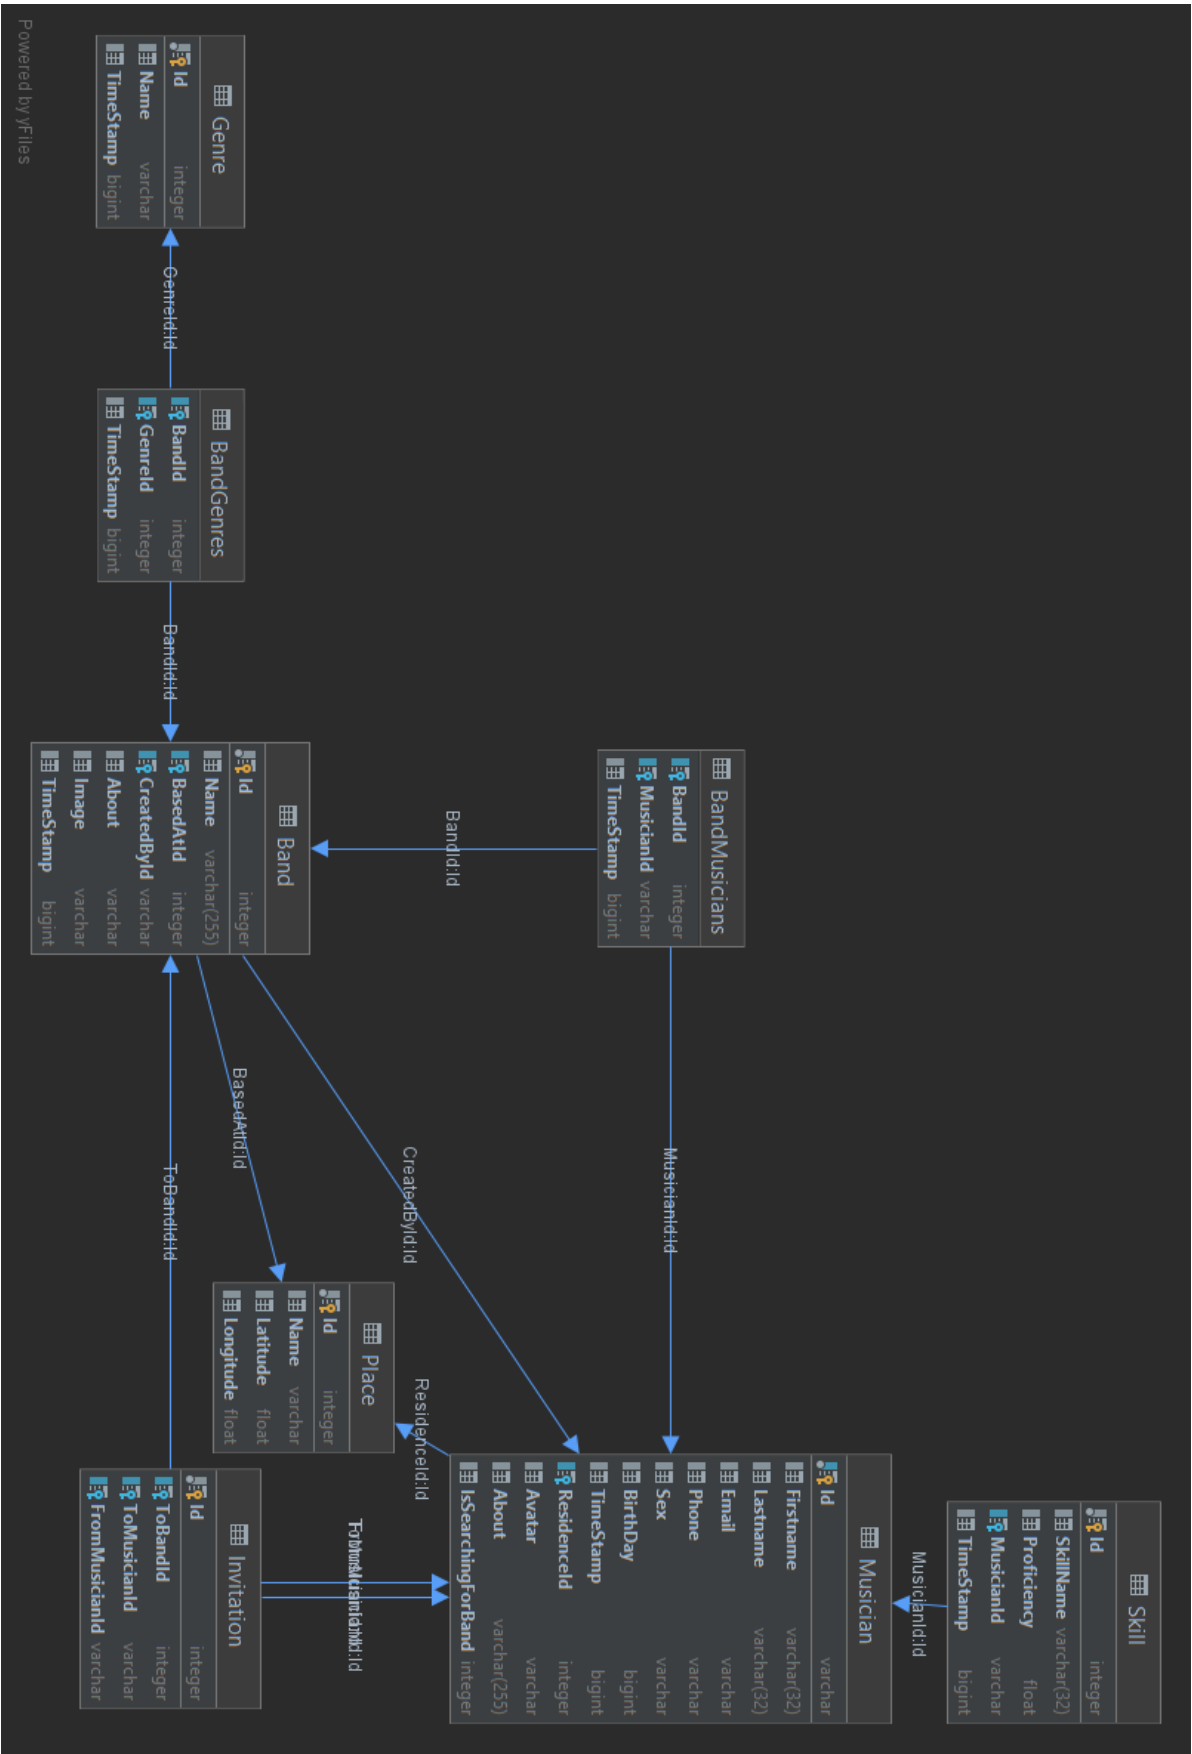 Skill
Id integer
SkillName varchar(32)
Proficiency float
MusicianId varchar
TimeStamp bigint
MusicianId:Id
Musician
Id varchar
Firstname varchar(32)
Lastname varchar(32)
Email varchar
Phone varchar
Sex varchar
BirthDay bigint
TimeStamp bigint
ResidenceId integer
Avatar varchar
About varchar(255)
IsSearchingForBand integer
BandMusicians
BandId integer
MusicianId varchar
TimeStamp bigint
MusicianId:Id
BandId:Id
CreatedById:Id
ResidenceId:Id
Place
Id integer
Name varchar
Latitude float
Longitude float
BasedAtId:Id
Band
Id integer
Name varchar(255)
BasedAtId integer
CreatedById varchar
About varchar
Image varchar
TimeStamp bigint
Invitation
Id integer
ToBandId integer
ToMusicianId varchar
FromMusicianId varchar
ToBandId:Id
BandGenres
BandId integer
GenreId integer
TimeStamp bigint
BandId:Id
GenreId:Id
Genre
Id integer
Name varchar
TimeStamp bigint
Powered by yFiles